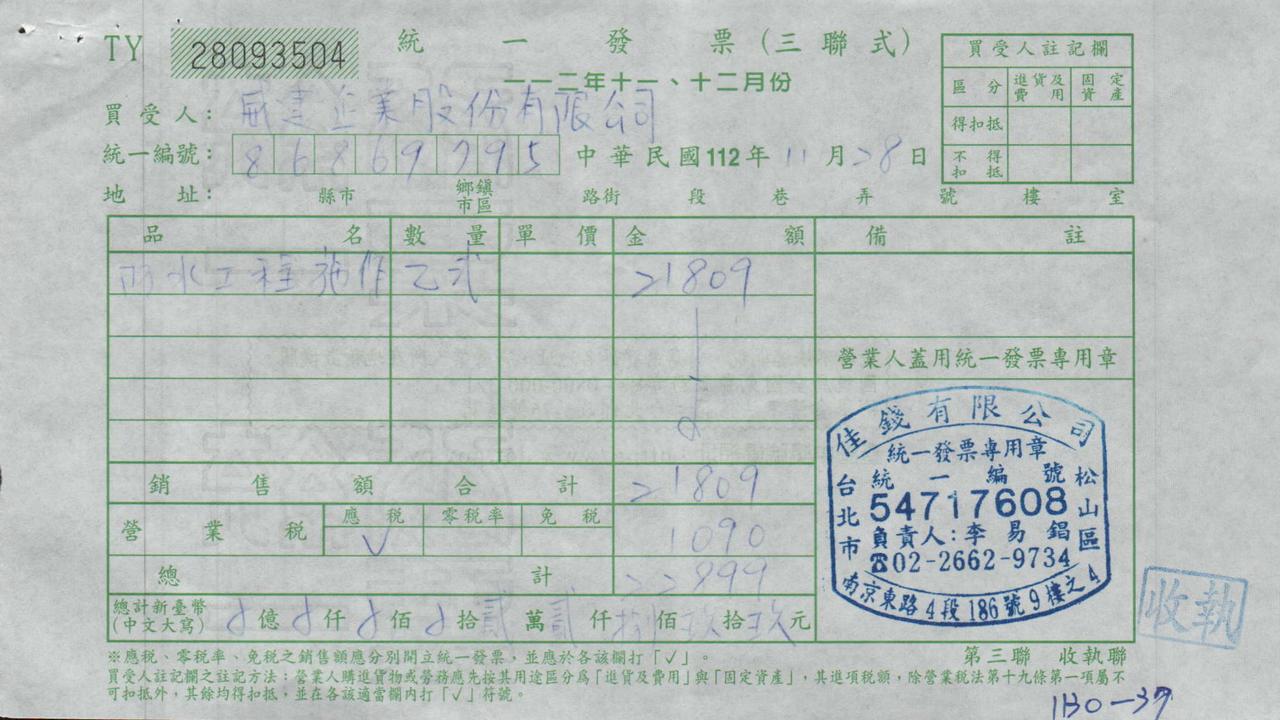 TY 28093504 統一發票(三聯式)
一一二年十一、十二月份
買受人註記欄
區分 進貨及費用 固定資產
得扣抵
不得扣抵
買受人: 企業股份有限公司
統一編號: 86869795 中華民國112年11月28日
地址: 縣市 鄉鎮市區 路街 段 巷 弄 號 樓 室
品名 數量 單價 金額 備註
雨水工程施作 乙式 21809
營業人蓋用統一發票專用章
銷售額合計 21809
營業稅 應稅 零稅率 免稅
√ 1090
總計 22899
總計新臺幣(中文大寫) 億 仟 佰 拾 貳萬 貳仟 捌佰 玖拾 玖元
佳錢有限公司
統一發票專用章
統一編號
54717608
負責人:李易錩
☎02-2662-9734
台北市 松山區
南京東路4段186號9樓之4
收執
※應稅、零稅率、免稅之銷售額應分別開立統一發票,並應於各該欄打「√」。
第三聯 收執聯
買受人註記欄之註記方法:營業人購進貨物或勞務應先按其用途區分為「進貨及費用」與「固定資產」,其進項稅額,除營業稅法第十九條第一項屬不
可扣抵外,其餘均得扣抵,並在各該適當欄內打「√」符號。
1130-37